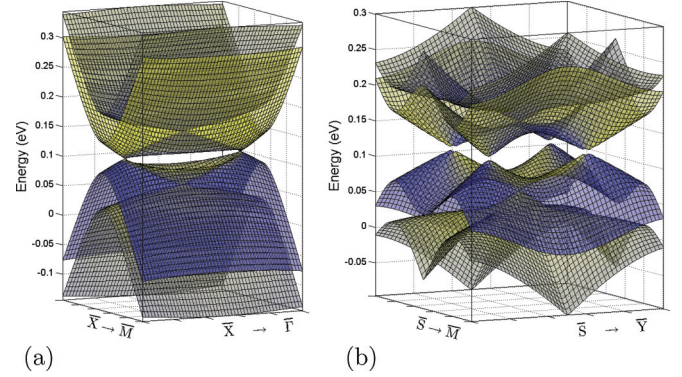 0.3
0.25
0.2
0.15
0.1
0.05
0
-0.05
-0.1
Energy (eV)
X̅ → M̅
X̅ → Γ̅
(a)
0.3
0.25
0.2
0.15
0.1
0.05
0
-0.05
Energy (eV)
S̅ → M̅
S̅ → Y̅
(b)